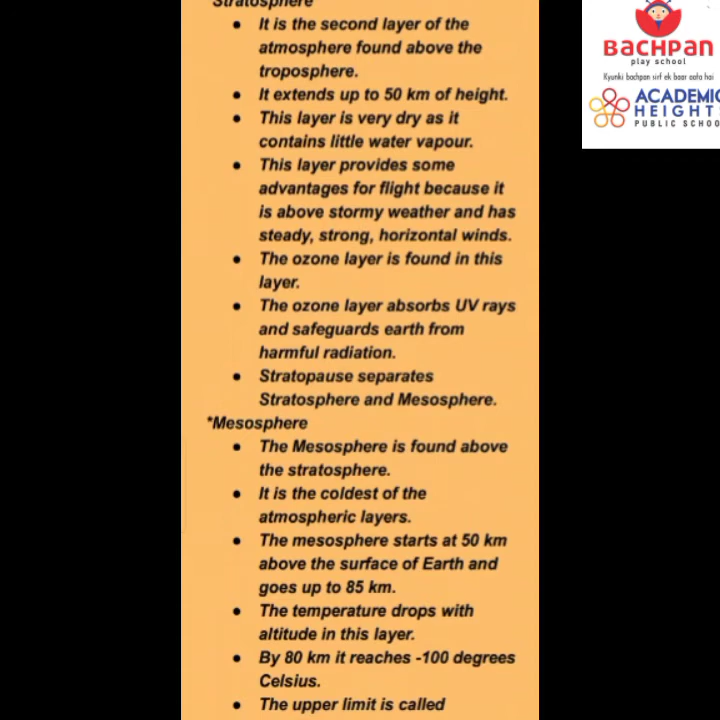 Stratosphere
• It is the second layer of the
atmosphere found above the
troposphere.
• It extends up to 50 km of height.
• This layer is very dry as it
contains little water vapour.
• This layer provides some
advantages for flight because it
is above stormy weather and has
steady, strong, horizontal winds.
• The ozone layer is found in this
layer.
• The ozone layer absorbs UV rays
and safeguards earth from
harmful radiation.
• Stratopause separates
Stratosphere and Mesosphere.
*Mesosphere
• The Mesosphere is found above
the stratosphere.
• It is the coldest of the
atmospheric layers.
• The mesosphere starts at 50 km
above the surface of Earth and
goes up to 85 km.
• The temperature drops with
altitude in this layer.
• By 80 km it reaches -100 degrees
Celsius.
• The upper limit is called
BACHPAN
play school
Kyunki bachpan sirf ek baar aata hai
ACADEMIC
HEIGHT
PUBLIC SCHOO